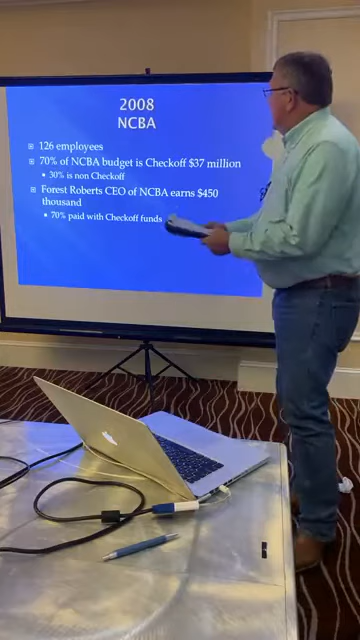 2008
NCBA
126 employees
70% of NCBA budget is Checkoff $37 million
30% is non Checkoff
Forest Roberts CEO of NCBA earns $450
thousand
70% paid with Checkoff funds